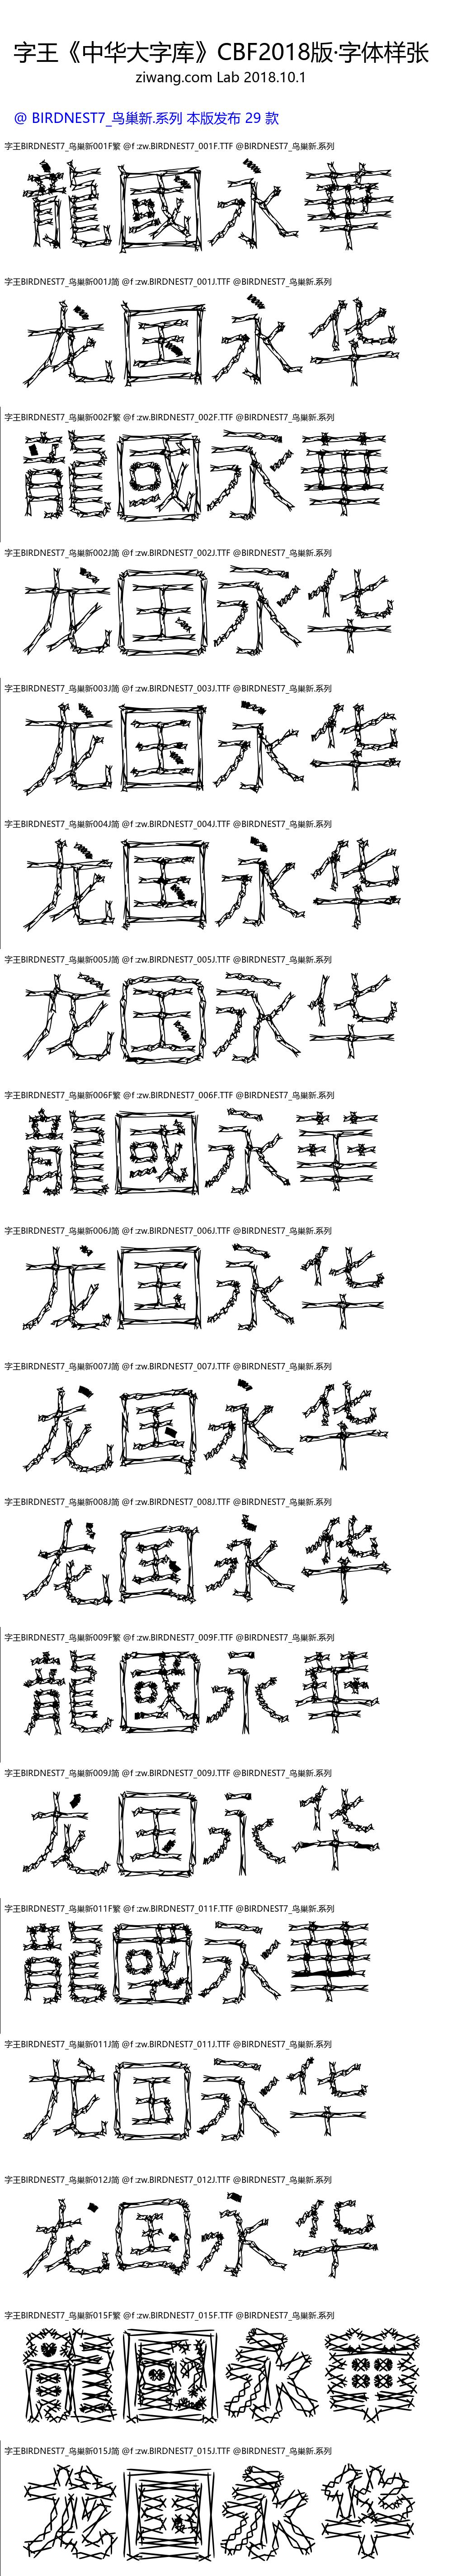 字王《中华大字库》CBF2018版·字体样张
ziwang.com Lab 2018.10.1
@ BIRDNEST7_鸟巢新.系列 本版发布 29 款
字王BIRDNEST7_鸟巢新001F繁 @f :zw.BIRDNEST7_001F.TTF @BIRDNEST7_鸟巢新.系列
龍國永華
字王BIRDNEST7_鸟巢新001J简 @f :zw.BIRDNEST7_001J.TTF @BIRDNEST7_鸟巢新.系列
龙国永华
字王BIRDNEST7_鸟巢新002F繁 @f :zw.BIRDNEST7_002F.TTF @BIRDNEST7_鸟巢新.系列
龍國永華
字王BIRDNEST7_鸟巢新002J简 @f :zw.BIRDNEST7_002J.TTF @BIRDNEST7_鸟巢新.系列
龙国永华
字王BIRDNEST7_鸟巢新003J简 @f :zw.BIRDNEST7_003J.TTF @BIRDNEST7_鸟巢新.系列
龙国永华
字王BIRDNEST7_鸟巢新004J简 @f :zw.BIRDNEST7_004J.TTF @BIRDNEST7_鸟巢新.系列
龙国永华
字王BIRDNEST7_鸟巢新005J简 @f :zw.BIRDNEST7_005J.TTF @BIRDNEST7_鸟巢新.系列
龙国永华
字王BIRDNEST7_鸟巢新006F繁 @f :zw.BIRDNEST7_006F.TTF @BIRDNEST7_鸟巢新.系列
龍國永華
字王BIRDNEST7_鸟巢新006J简 @f :zw.BIRDNEST7_006J.TTF @BIRDNEST7_鸟巢新.系列
龙国永华
字王BIRDNEST7_鸟巢新007J简 @f :zw.BIRDNEST7_007J.TTF @BIRDNEST7_鸟巢新.系列
龙国永华
字王BIRDNEST7_鸟巢新008J简 @f :zw.BIRDNEST7_008J.TTF @BIRDNEST7_鸟巢新.系列
龙国永华
字王BIRDNEST7_鸟巢新009F繁 @f :zw.BIRDNEST7_009F.TTF @BIRDNEST7_鸟巢新.系列
龍國永華
字王BIRDNEST7_鸟巢新009J简 @f :zw.BIRDNEST7_009J.TTF @BIRDNEST7_鸟巢新.系列
龙国永华
字王BIRDNEST7_鸟巢新011F繁 @f :zw.BIRDNEST7_011F.TTF @BIRDNEST7_鸟巢新.系列
龍國永華
字王BIRDNEST7_鸟巢新011J简 @f :zw.BIRDNEST7_011J.TTF @BIRDNEST7_鸟巢新.系列
龙国永华
字王BIRDNEST7_鸟巢新012J简 @f :zw.BIRDNEST7_012J.TTF @BIRDNEST7_鸟巢新.系列
龙国永华
字王BIRDNEST7_鸟巢新015F繁 @f :zw.BIRDNEST7_015F.TTF @BIRDNEST7_鸟巢新.系列
龍國永華
字王BIRDNEST7_鸟巢新015J简 @f :zw.BIRDNEST7_015J.TTF @BIRDNEST7_鸟巢新.系列
龙国永华